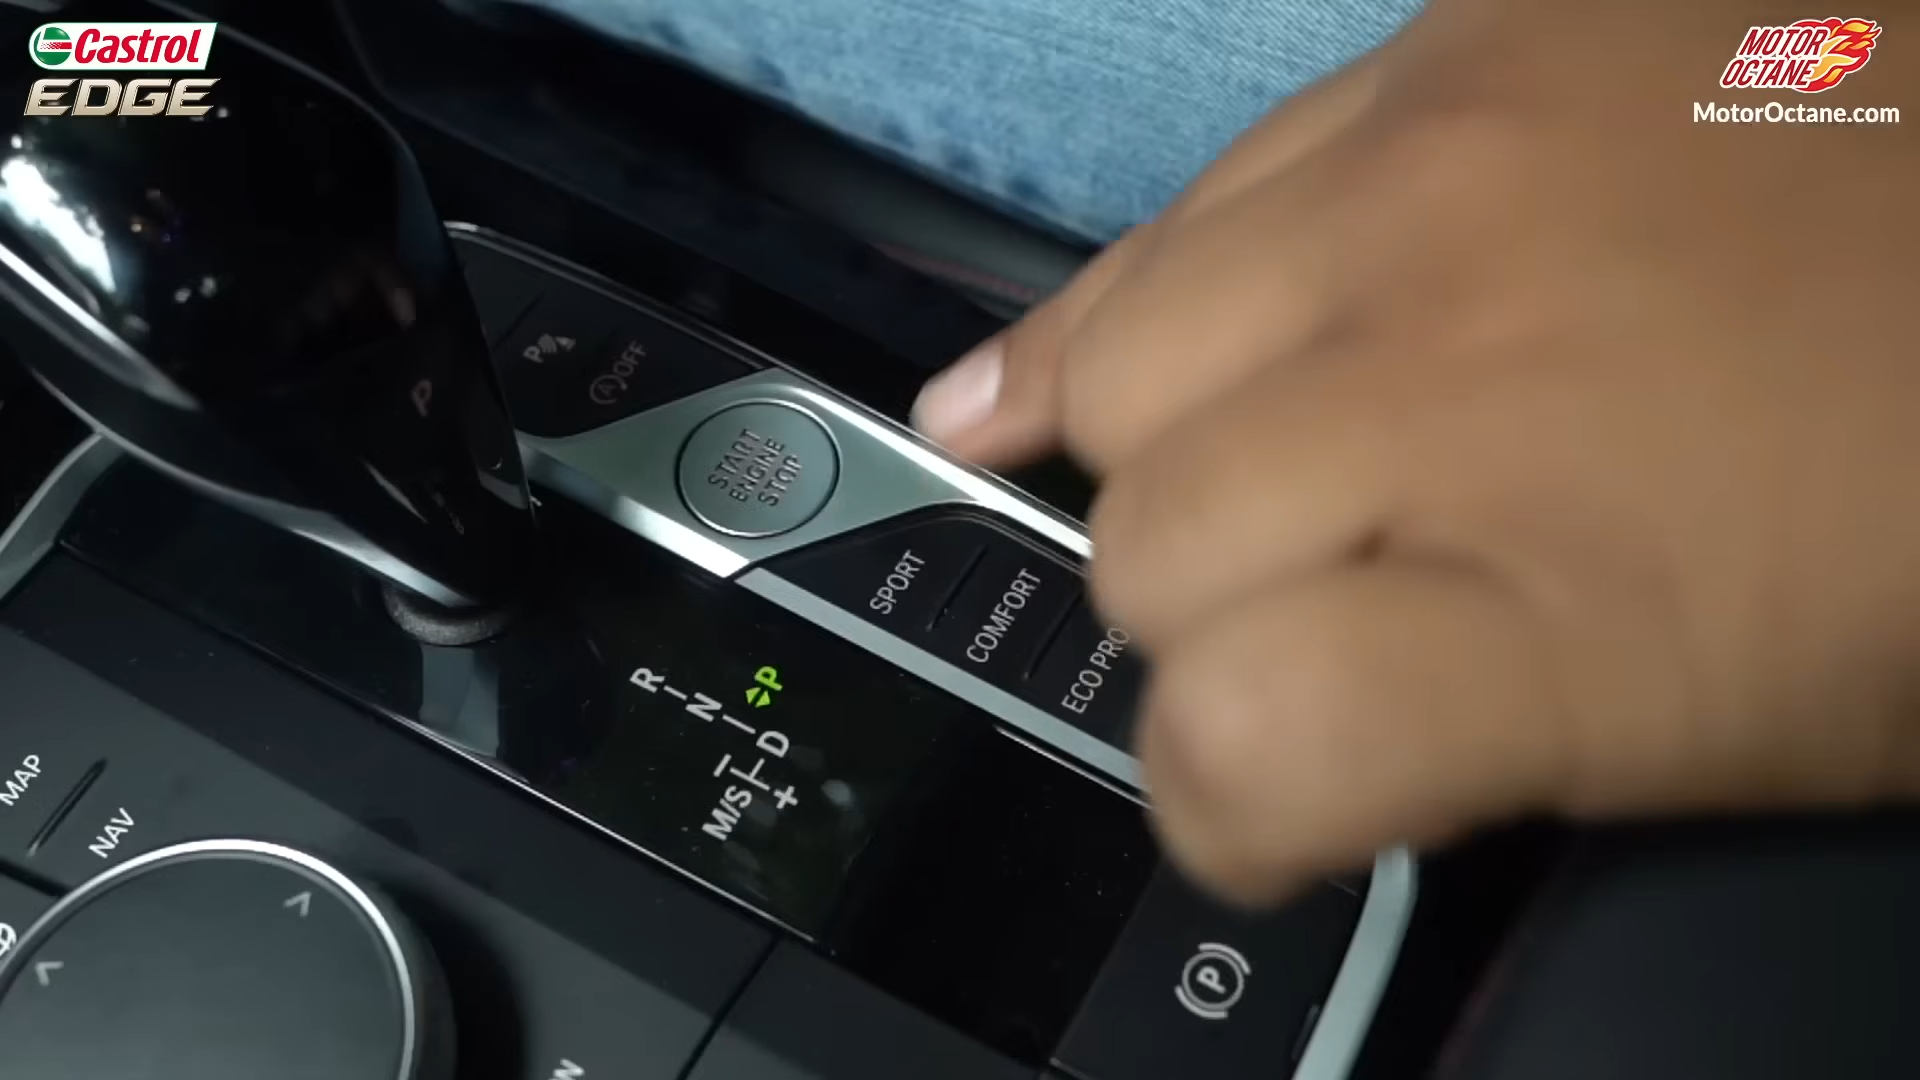 Castrol
EDGE
MOTOR
OCTANE
MotorOctane.com
P
(A)OFF
P
START
ENGINE
STOP
SPORT
COMFORT
ECO PRO
R
N
P
D
M/S
+
MAP
NAV
P